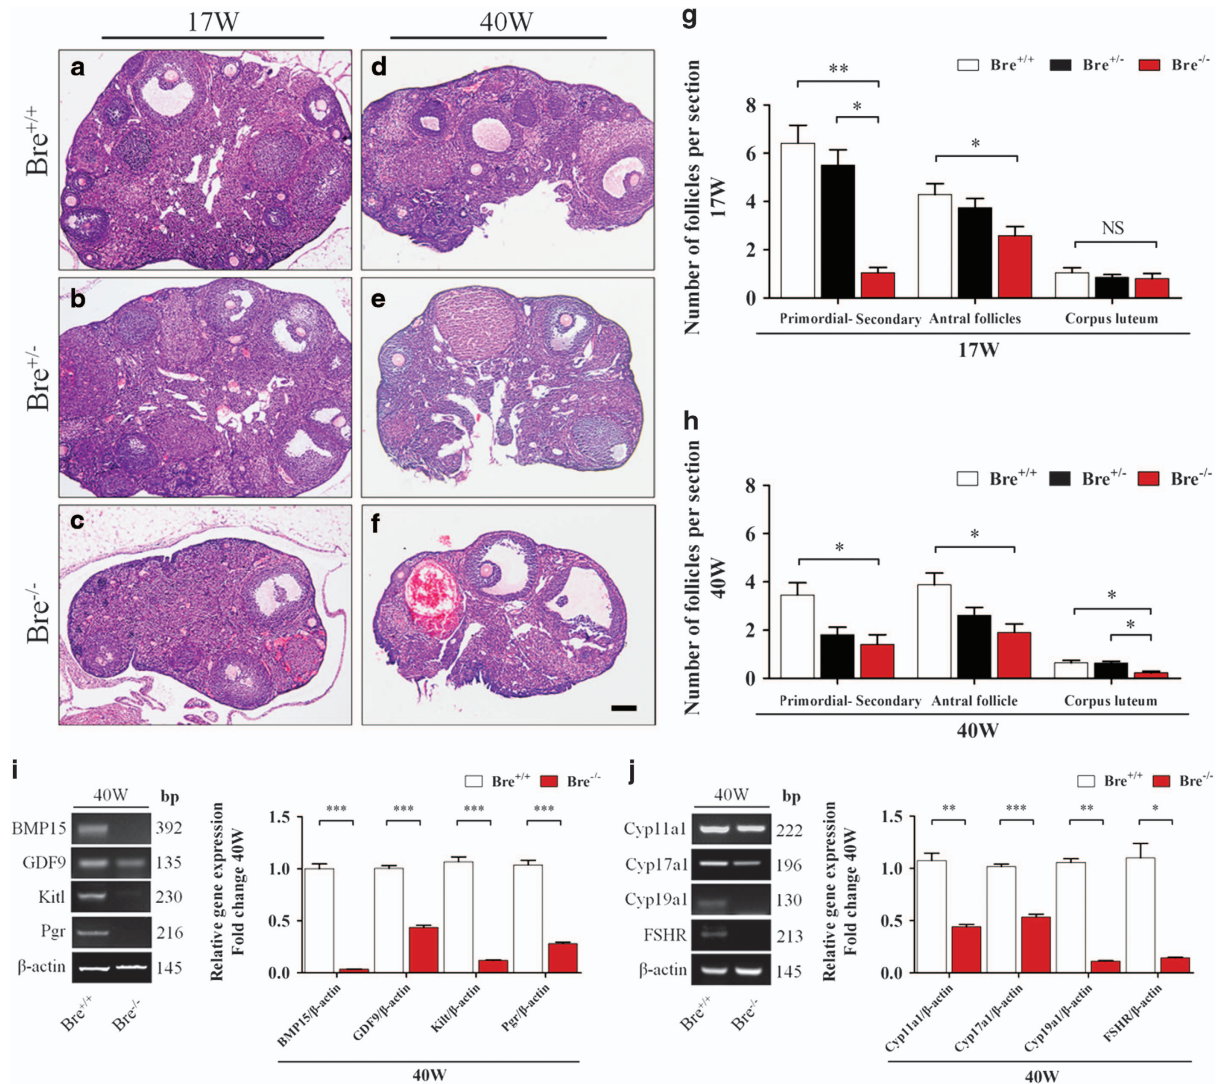 17W
40W
Bre+/+
Bre+/-
Bre-/-
a
b
c
d
e
f
g
Bre+/+
Bre+/-
Bre-/-
Number of follicles per section
17W
8
6
4
2
0
**
*
*
NS
Primordial- Secondary
Antral follicles
Corpus luteum
17W
h
Bre+/+
Bre+/-
Bre-/-
Number of follicles per section
40W
8
6
4
2
0
*
*
*
*
Primordial- Secondary
Antral follicle
Corpus luteum
40W
i
40W
bp
BMP15
392
GDF9
135
Kitl
230
Pgr
216
β-actin
145
Bre+/+
Bre-/-
Bre+/+
Bre-/-
Relative gene expression
Fold change 40W
1.5
1.0
0.5
0.0
***
***
***
***
BMP15/β-actin
GDF9/β-actin
Kilt/β-actin
Pgr/β-actin
40W
j
40W
bp
Cyp11a1
222
Cyp17a1
196
Cyp19a1
130
FSHR
213
β-actin
145
Bre+/+
Bre-/-
Bre+/+
Bre-/-
Relative gene expression
Fold change 40W
1.5
1.0
0.5
0.0
**
***
**
*
Cyp11a1/β-actin
Cyp17a1/β-actin
Cyp19a1/β-actin
FSHR/β-actin
40W